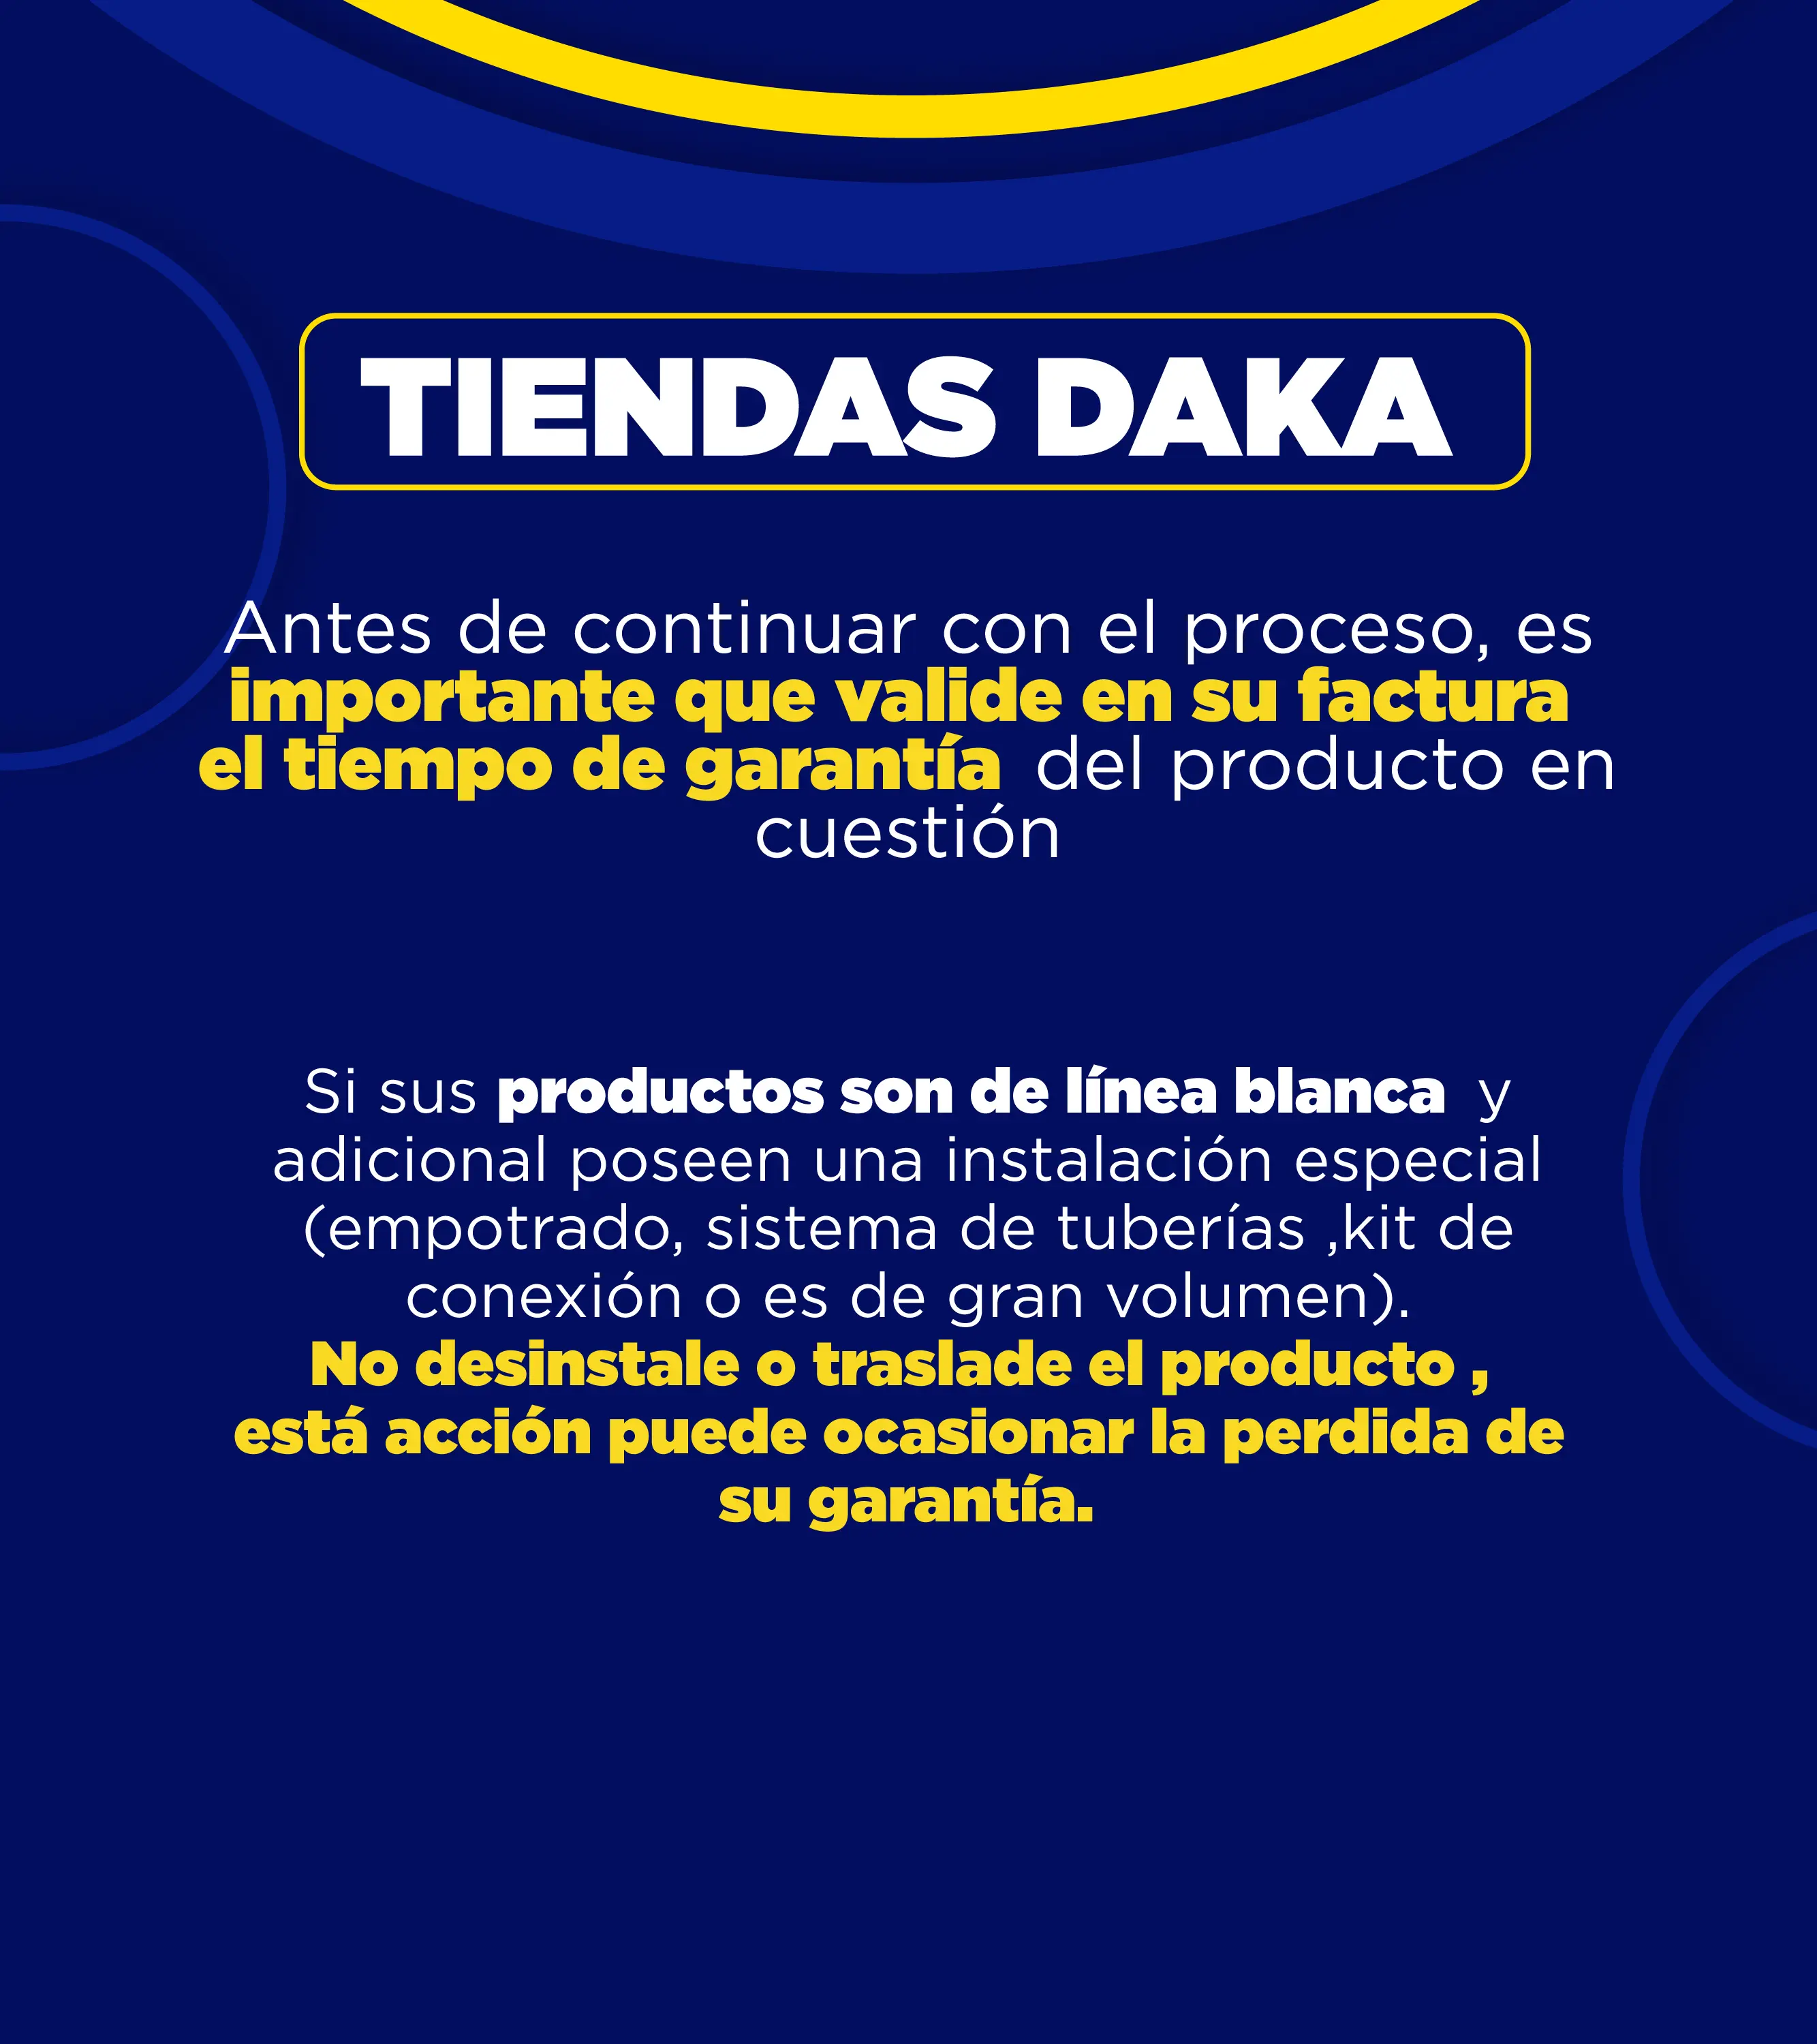 TIENDAS DAKA
Antes de continuar con el proceso, es
importante que valide en su factura
el tiempo de garantía del producto en
cuestión
Si sus productos son de línea blanca y
adicional poseen una instalación especial
(empotrado, sistema de tuberías ,kit de
conexión o es de gran volumen).
No desinstale o traslade el producto ,
está acción puede ocasionar la perdida de
su garantía.